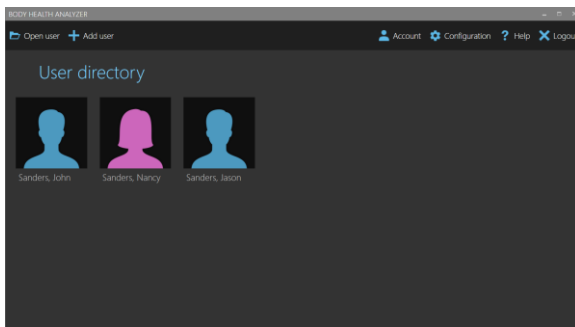 BODY HEALTH ANALYZER
Open user Add user Account Configuration ? Help Logou
User directory
Sanders, John Sanders, Nancy Sanders, Jason